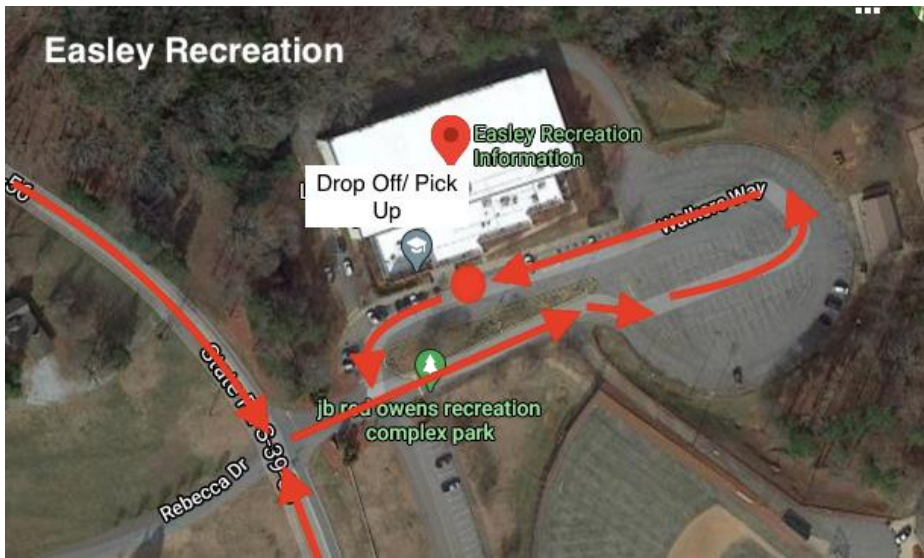 Easley Recreation
Easley Recreation
Information
Drop Off/ Pick
Up
Walkers Way
jb red owens recreation
complex park
Rebecca Dr